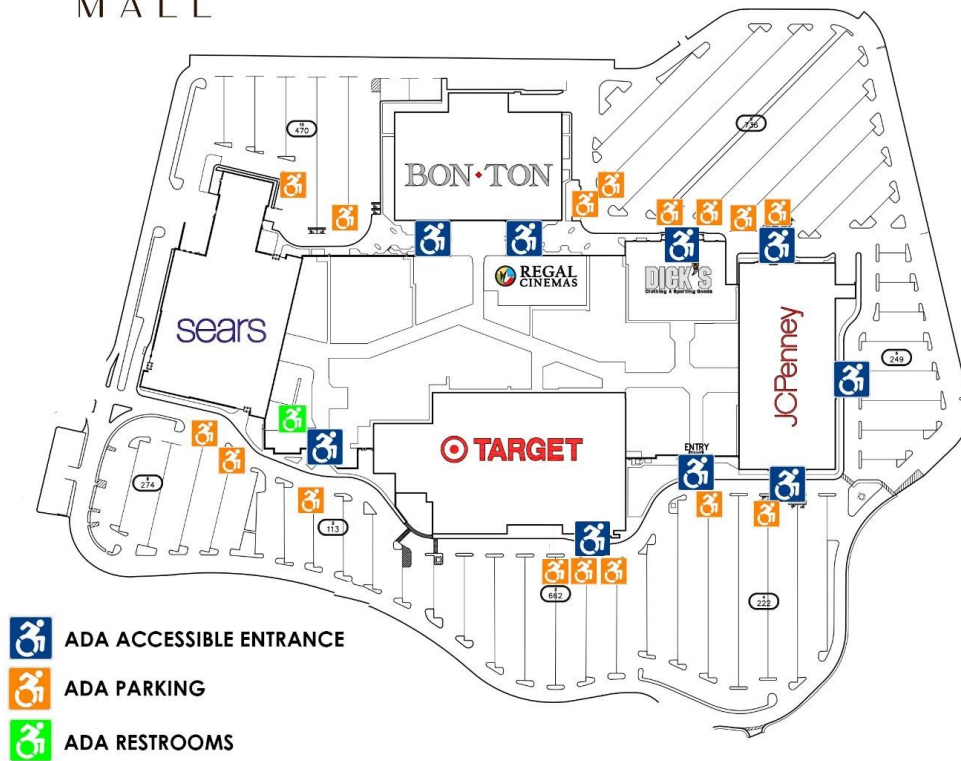 MALL
470
736
BON·TON
REGAL
CINEMAS
DICK'S
Clothing & Sporting Goods
sears
JCPenney
249
TARGET
ENTRY
274
113
662
222
ADA ACCESSIBLE ENTRANCE
ADA PARKING
ADA RESTROOMS